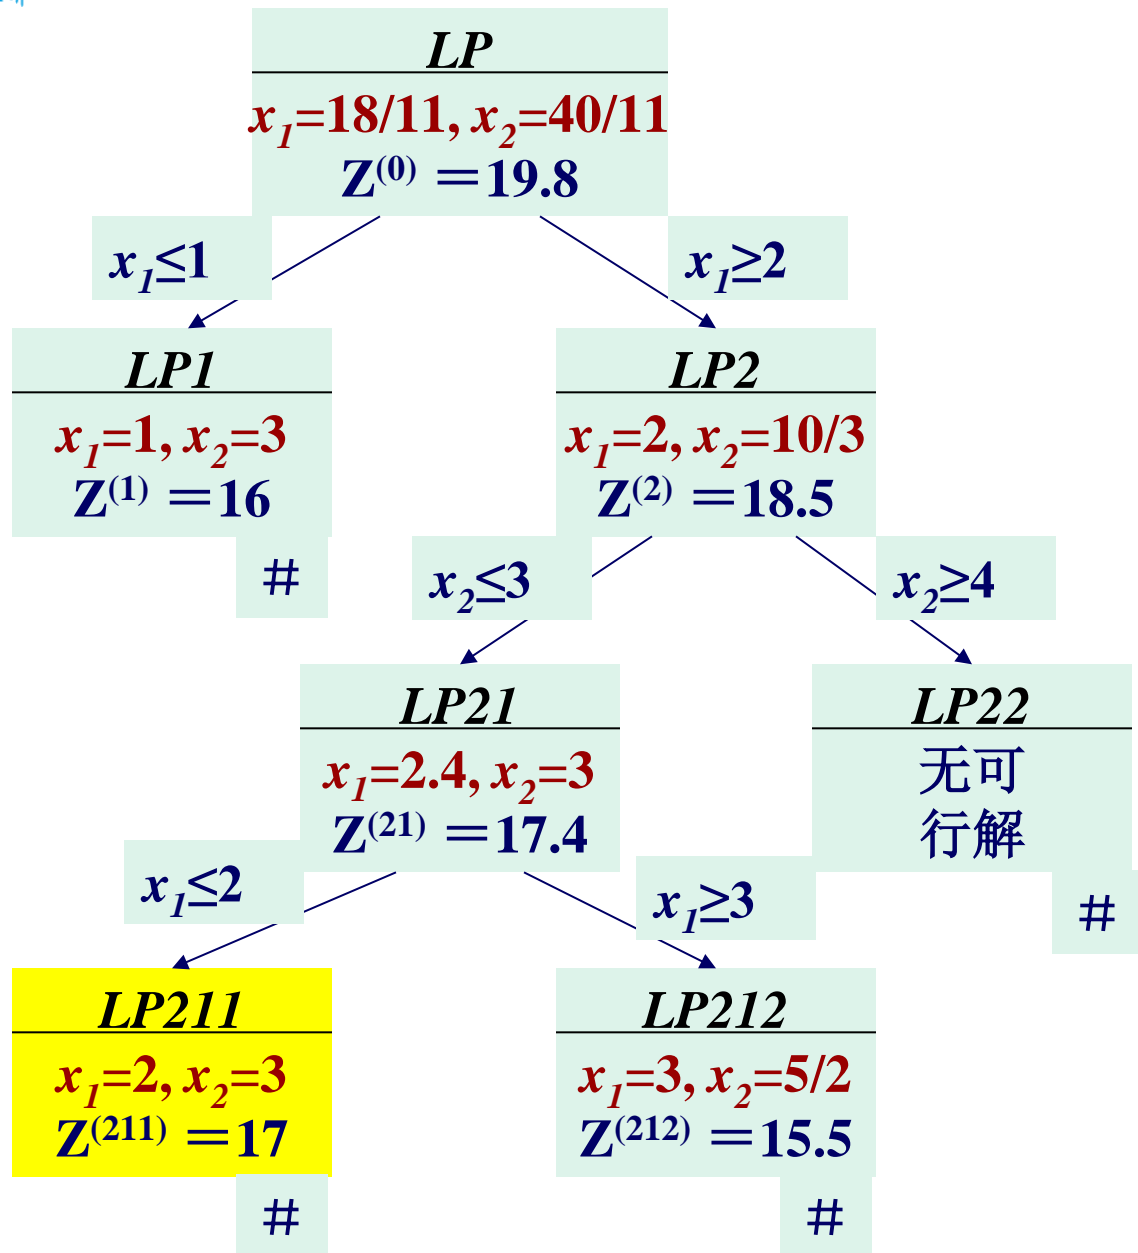 LP
x₁=18/11, x₂=40/11
Z⁽⁰⁾ ＝19.8
x₁≤1
x₁≥2
LP1
x₁=1, x₂=3
Z⁽¹⁾ ＝16
#
LP2
x₁=2, x₂=10/3
Z⁽²⁾ ＝18.5
x₂≤3
x₂≥4
LP21
x₁=2.4, x₂=3
Z⁽²¹⁾ ＝17.4
LP22
无可
行解
#
x₁≤2
x₁≥3
LP211
x₁=2, x₂=3
Z⁽²¹¹⁾ ＝17
#
LP212
x₁=3, x₂=5/2
Z⁽²¹²⁾ ＝15.5
#